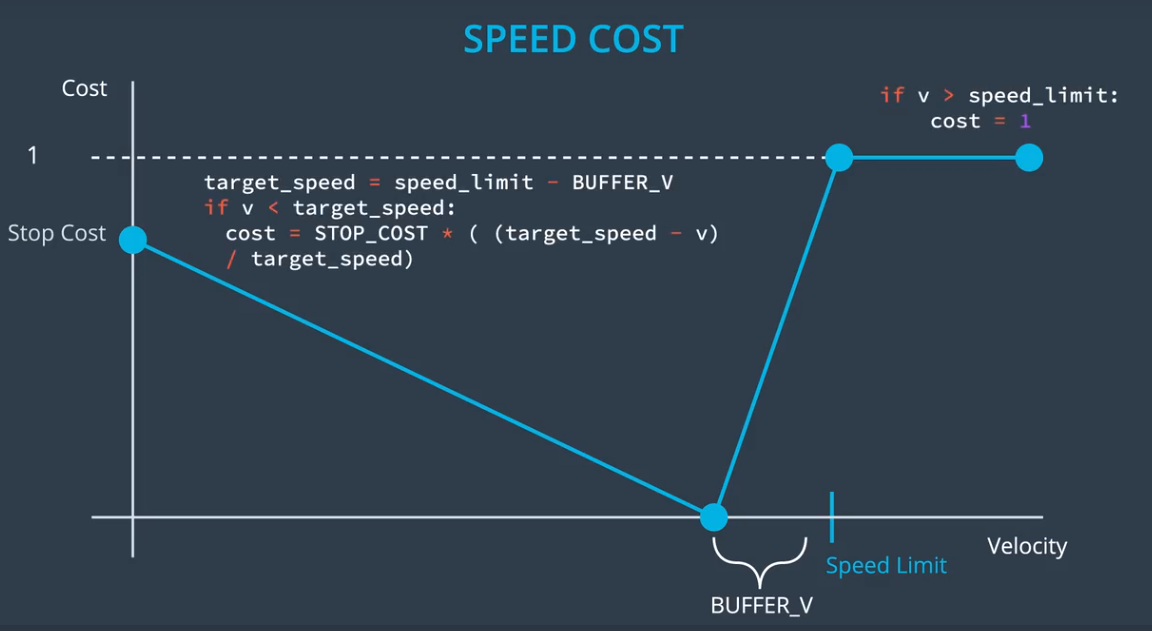 SPEED COST
Cost
if v > speed_limit:
cost = 1
1
target_speed = speed_limit - BUFFER_V
if v < target_speed:
cost = STOP_COST * ( (target_speed - v)
/ target_speed)
Stop Cost
Velocity
Speed Limit
BUFFER_V